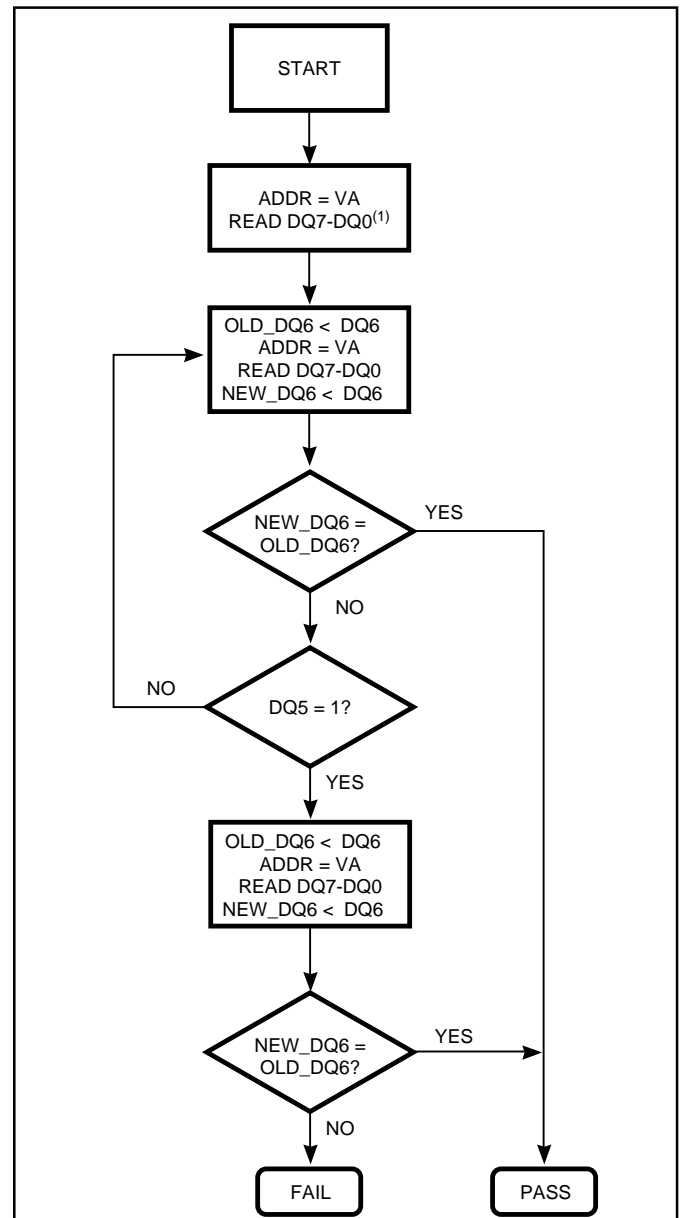 START
ADDR = VA
READ DQ7-DQ0(1)
OLD_DQ6 < DQ6
ADDR = VA
READ DQ7-DQ0
NEW_DQ6 < DQ6
NEW_DQ6 =
OLD_DQ6?
YES
NO
DQ5 = 1?
NO
YES
OLD_DQ6 < DQ6
ADDR = VA
READ DQ7-DQ0
NEW_DQ6 < DQ6
NEW_DQ6 =
OLD_DQ6?
YES
NO
FAIL
PASS